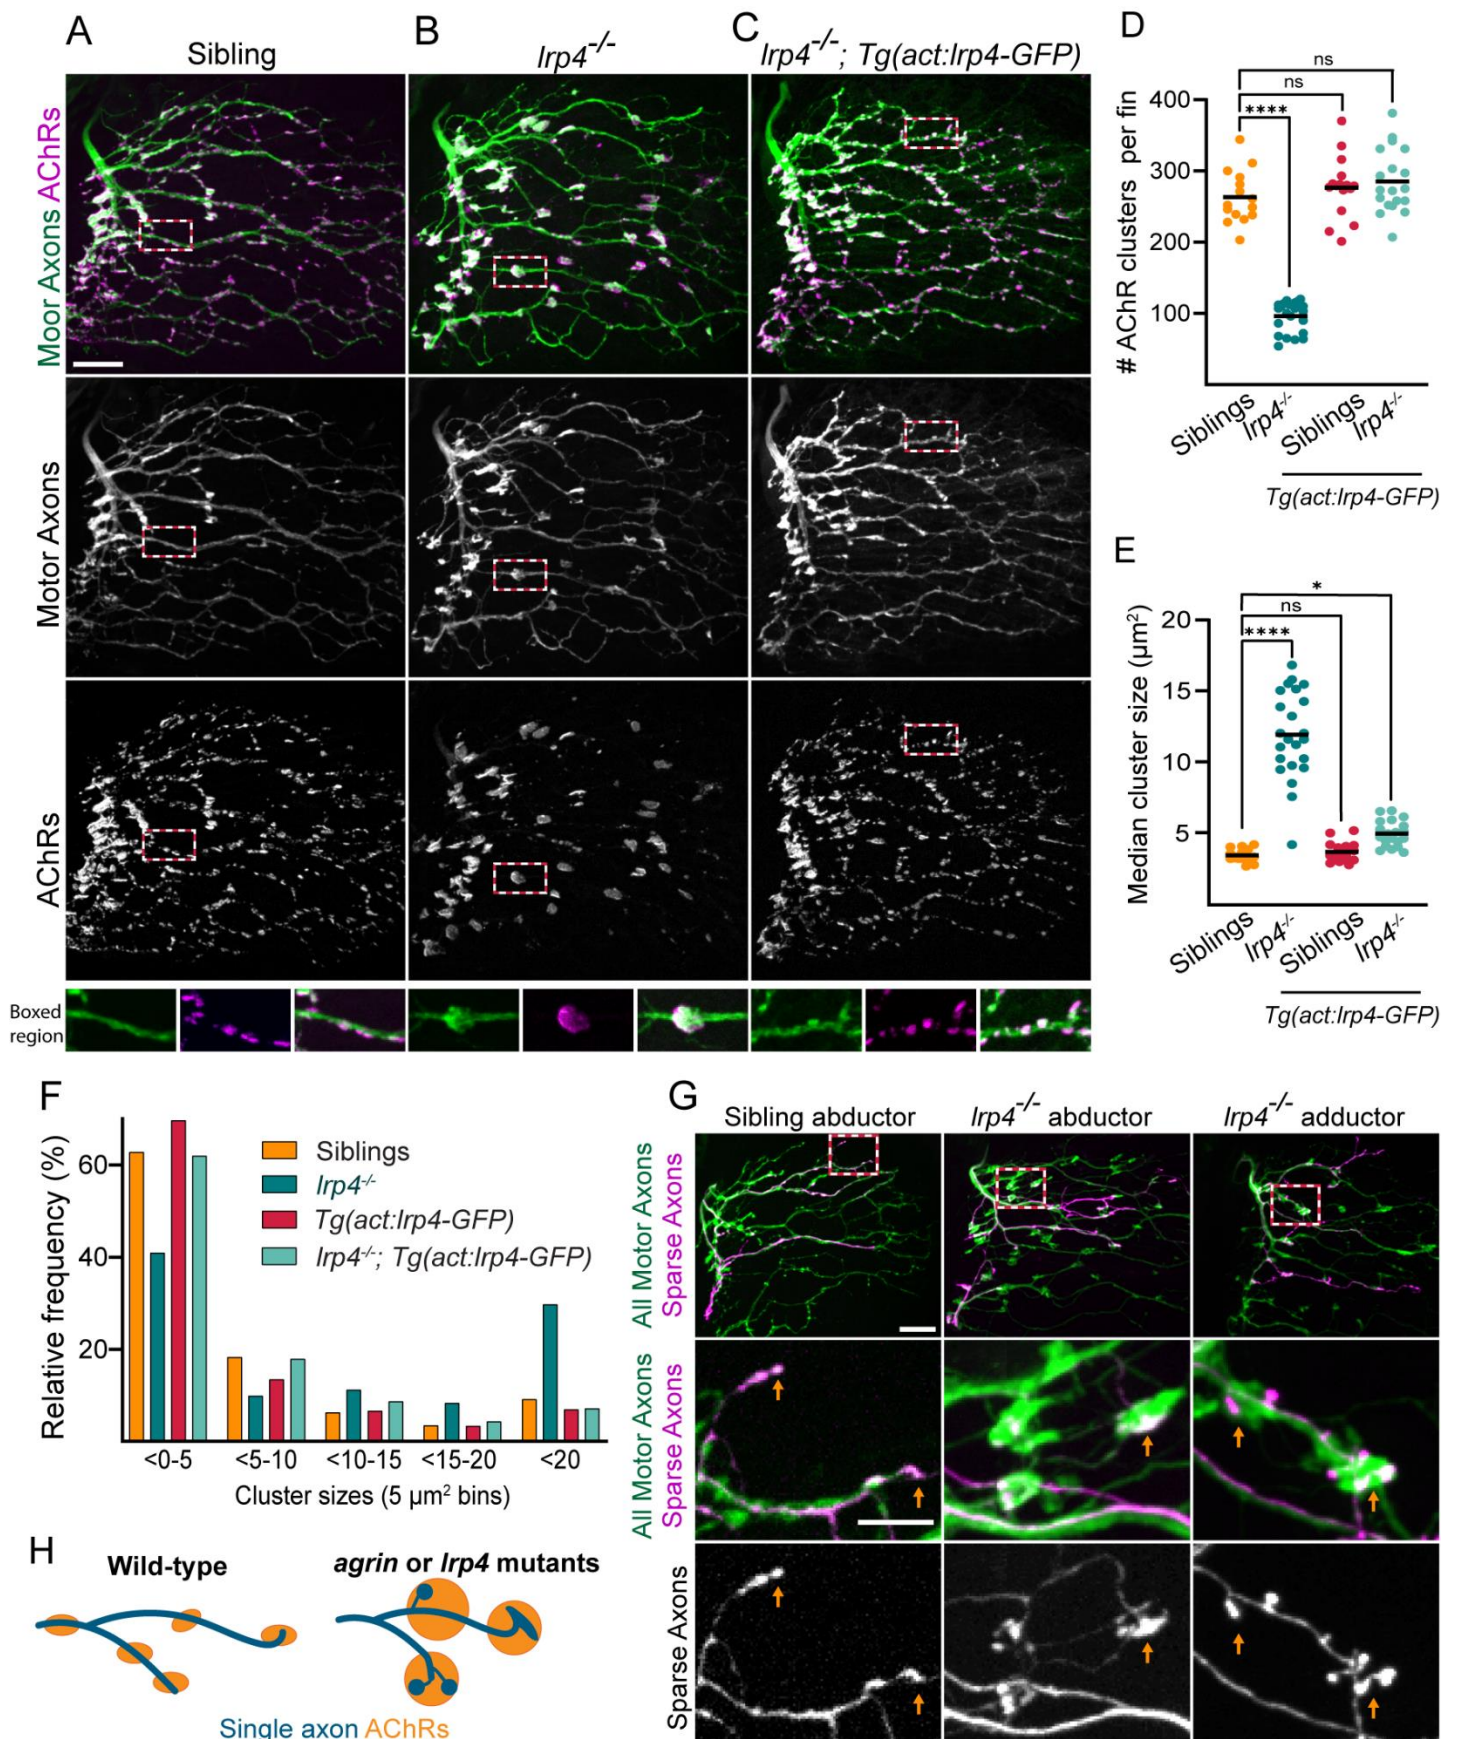 A
Sibling
B
lrp4-/-
C
lrp4-/-; Tg(act:lrp4-GFP)
Moor Axons AChRs
Motor Axons
AChRs
Boxed
region
D
# AChR clusters per fin
400
300
200
100
ns
ns
****
Siblings
lrp4-/-
Siblings
lrp4-/-
Tg(act:lrp4-GFP)
E
Median cluster size (µm2)
20
15
10
5
*
ns
****
Siblings
lrp4-/-
Siblings
lrp4-/-
Tg(act:lrp4-GFP)
F
Relative frequency (%)
60
40
20
Siblings
lrp4-/-
Tg(act:lrp4-GFP)
lrp4-/-; Tg(act:lrp4-GFP)
<0-5
<5-10
<10-15
<15-20
<20
Cluster sizes (5 µm2 bins)
G
Sibling abductor
lrp4-/- abductor
lrp4-/- adductor
All Motor Axons
Sparse Axons
All Motor Axons
Sparse Axons
Sparse Axons
H
Wild-type
agrin or lrp4 mutants
Single axon AChRs